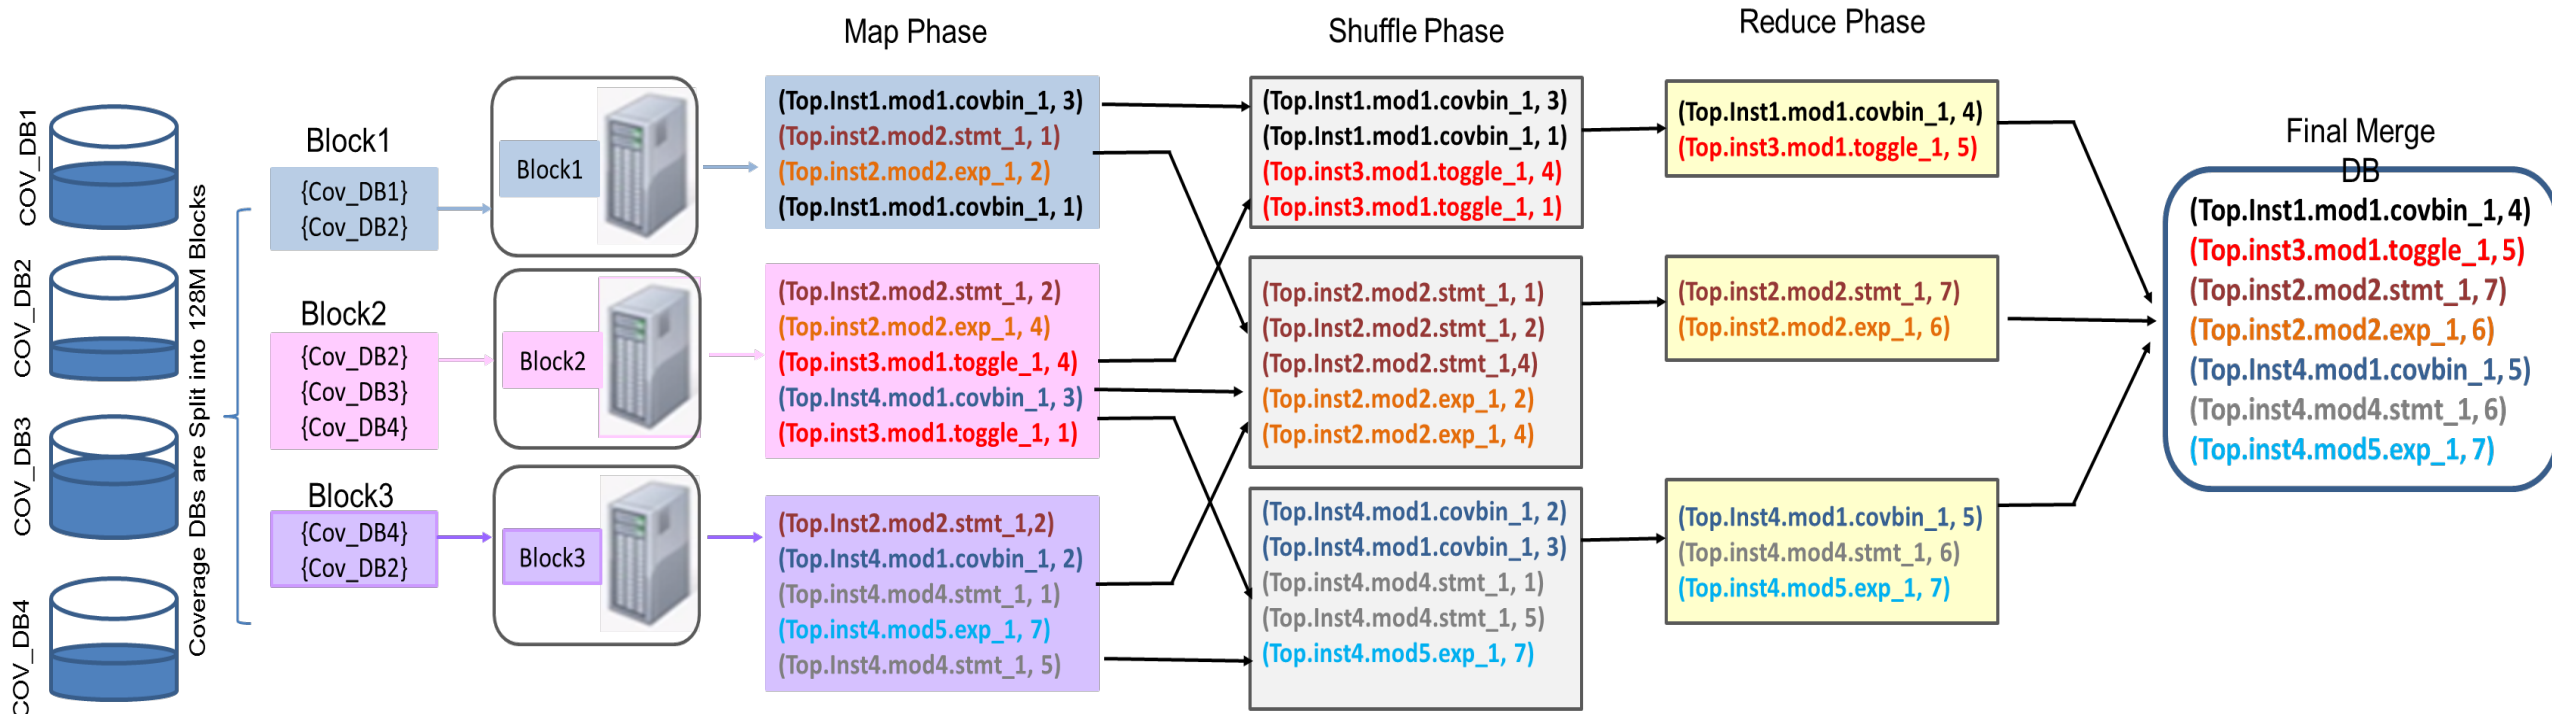 Map Phase
Shuffle Phase
Reduce Phase
COV_DB1
COV_DB2
COV_DB3
COV_DB4
Coverage DBs are Split into 128M Blocks
Block1
{Cov_DB1}
{Cov_DB2}
Block2
{Cov_DB2}
{Cov_DB3}
{Cov_DB4}
Block3
{Cov_DB4}
{Cov_DB2}
Block1
Block2
Block3
(Top.Inst1.mod1.covbin_1, 3)
(Top.inst2.mod2.stmt_1, 1)
(Top.inst2.mod2.exp_1, 2)
(Top.Inst1.mod1.covbin_1, 1)
(Top.Inst2.mod2.stmt_1, 2)
(Top.inst2.mod2.exp_1, 4)
(Top.inst3.mod1.toggle_1, 4)
(Top.Inst4.mod1.covbin_1, 3)
(Top.inst3.mod1.toggle_1, 1)
(Top.Inst2.mod2.stmt_1,2)
(Top.Inst4.mod1.covbin_1, 2)
(Top.inst4.mod4.stmt_1, 1)
(Top.inst4.mod5.exp_1, 7)
(Top.Inst4.mod4.stmt_1, 5)
(Top.Inst1.mod1.covbin_1, 3)
(Top.Inst1.mod1.covbin_1, 1)
(Top.inst3.mod1.toggle_1, 4)
(Top.inst3.mod1.toggle_1, 1)
(Top.inst2.mod2.stmt_1, 1)
(Top.Inst2.mod2.stmt_1, 2)
(Top.Inst2.mod2.stmt_1,4)
(Top.inst2.mod2.exp_1, 2)
(Top.inst2.mod2.exp_1, 4)
(Top.Inst4.mod1.covbin_1, 2)
(Top.Inst4.mod1.covbin_1, 3)
(Top.inst4.mod4.stmt_1, 1)
(Top.Inst4.mod4.stmt_1, 5)
(Top.inst4.mod5.exp_1, 7)
(Top.Inst1.mod1.covbin_1, 4)
(Top.inst3.mod1.toggle_1, 5)
(Top.inst2.mod2.stmt_1, 7)
(Top.inst2.mod2.exp_1, 6)
(Top.Inst4.mod1.covbin_1, 5)
(Top.inst4.mod4.stmt_1, 6)
(Top.inst4.mod5.exp_1, 7)
Final Merge
DB
(Top.Inst1.mod1.covbin_1, 4)
(Top.inst3.mod1.toggle_1, 5)
(Top.inst2.mod2.stmt_1, 7)
(Top.inst2.mod2.exp_1, 6)
(Top.Inst4.mod1.covbin_1, 5)
(Top.inst4.mod4.stmt_1, 6)
(Top.inst4.mod5.exp_1, 7)